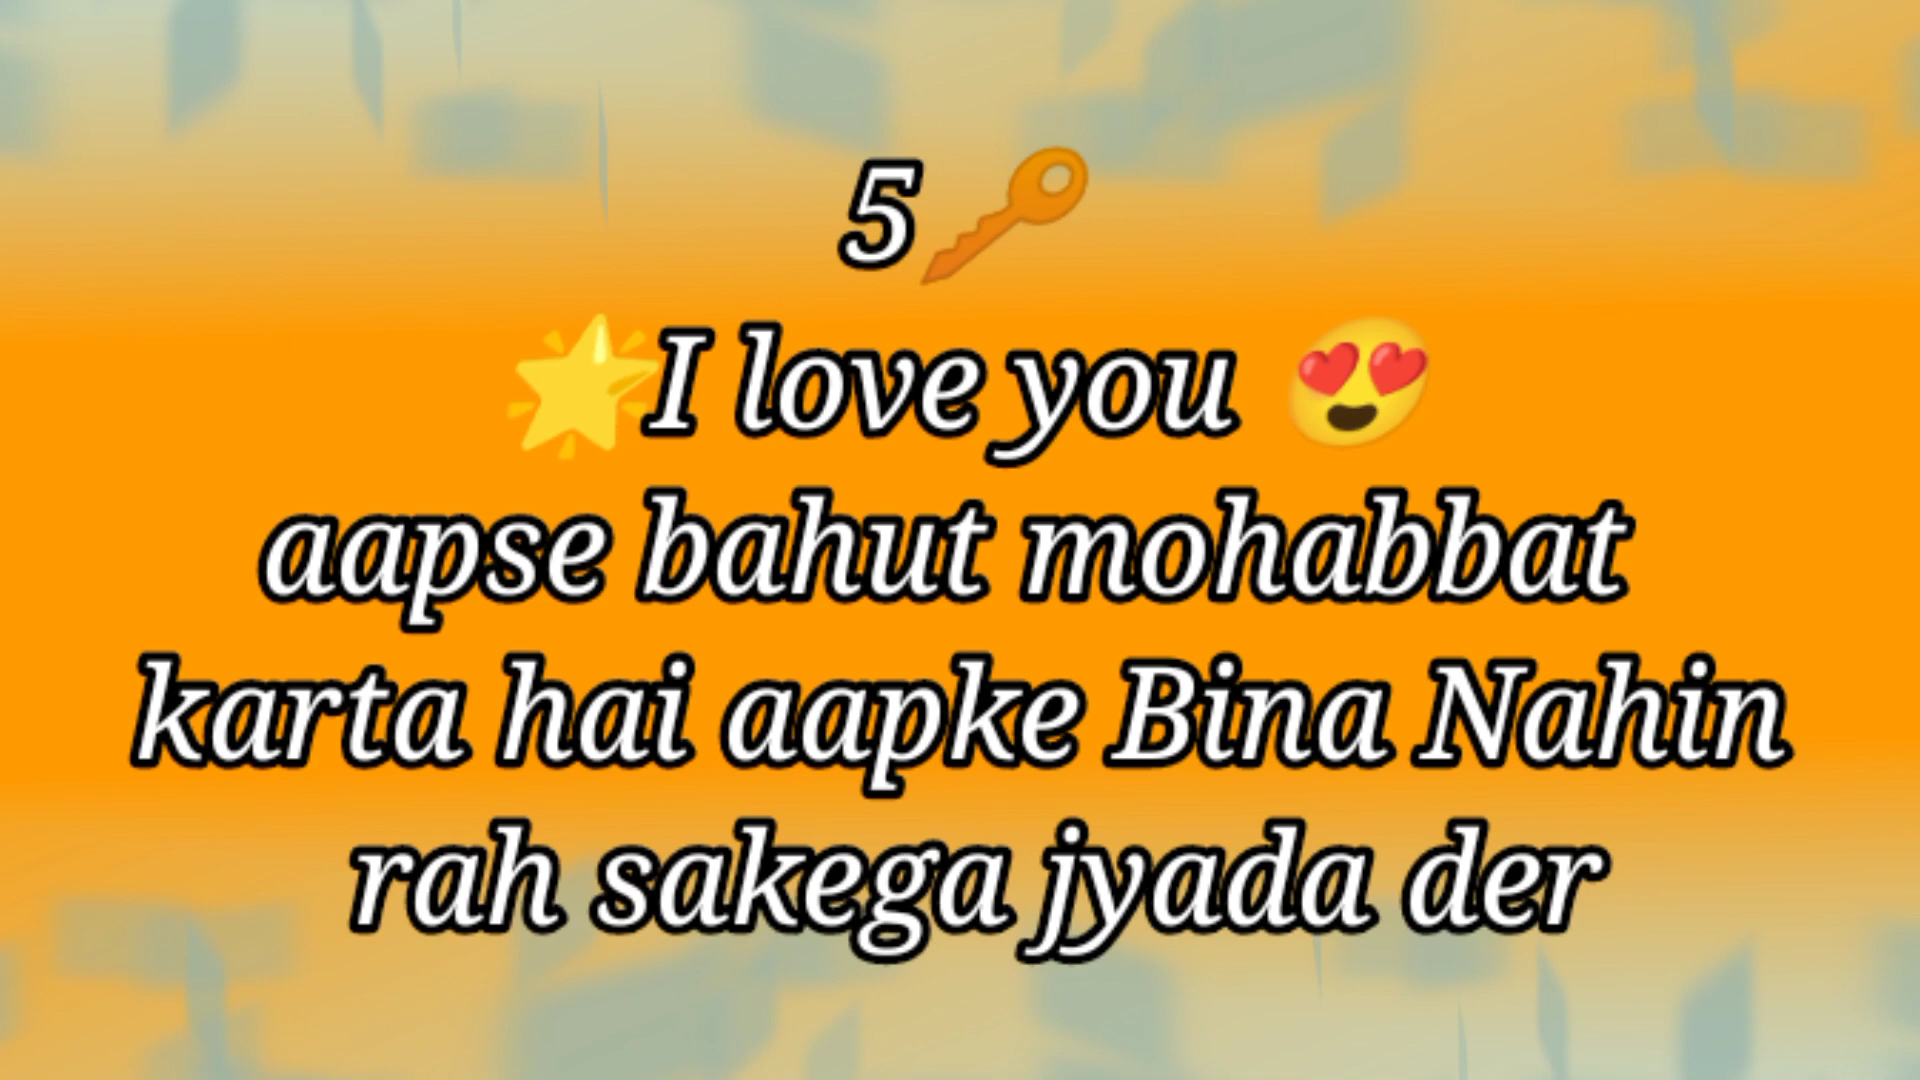 5🔑
🌟I love you 😍
aapse bahut mohabbat
karta hai aapke Bina Nahin
rah sakega jyada der